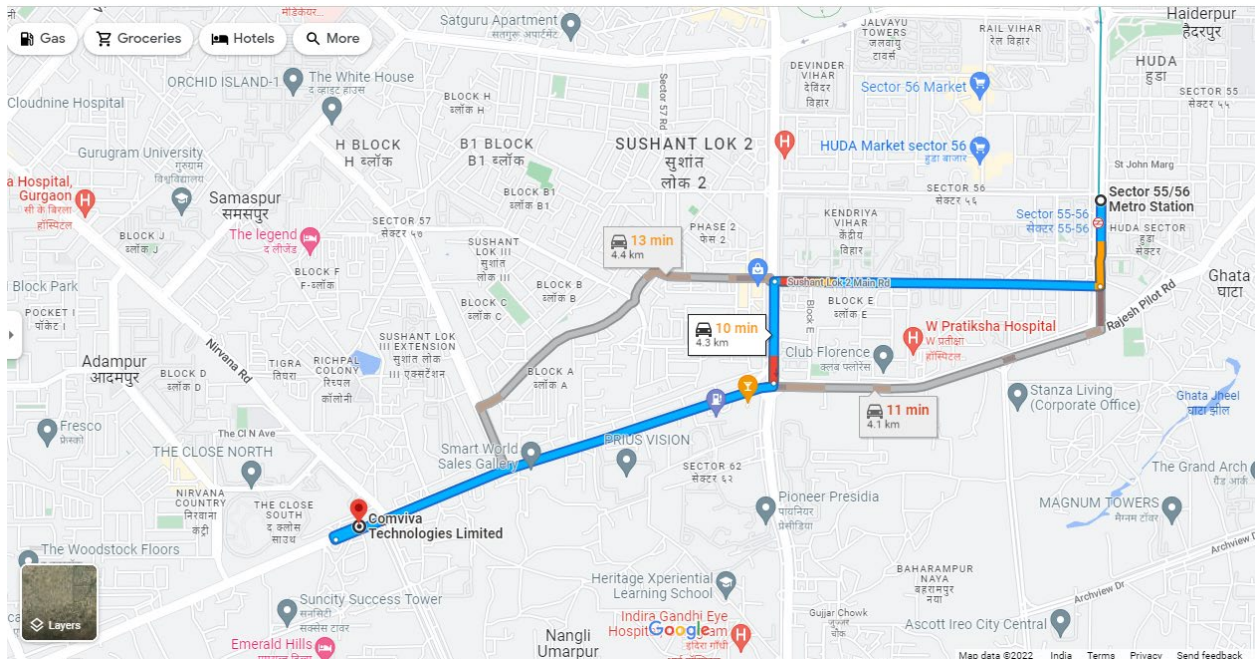 मेडिकेयर...
Satguru Apartment
सतगुरू अपार्टमेंट
JALVAYU
TOWERS
जलवायु
टावर्स
RAIL VIHAR
रेल विहार
Haiderpur
हैदरपुर
Gas
Groceries
Hotels
More
ORCHID ISLAND-1
The White House
द व्हाइट हॉउस
Cloudnine Hospital
BLOCK H
ब्लॉक H
Sector 57 Rd
DEVINDER
VIHAR
देविंदर
विहार
Sector 56 Market
HUDA
हुडा
SECTOR 55
सेक्टर ५५
Gurugram University
गुरुग्राम
विश्वविद्यालय
H BLOCK
H ब्लॉक
B1 BLOCK
B1 ब्लॉक
SUSHANT LOK 2
सुशांत
लोक 2
HUDA Market sector 56
हुडा बाजार
St John Marg
a Hospital,
Gurgaon
सी के बिरला
हॉस्पिटल
Samaspur
समसपुर
BLOCK B1
ब्लॉक B1
SECTOR 56
सेक्टर ५६
Sector 55/56
Metro Station
BLOCK J
ब्लॉक J
The legend
द लीजेंड
SECTOR 57
सेक्टर ५७
PHASE 2
फेस 2
KENDRIYA
VIHAR
केंद्रीय
विहार
Sector 55-56
सेक्टर 55-56
HUDA SECTOR
हुडा
सेक्टर
SUSHANT
LOK III
सुशांत
लोक III
13 min
4.4 km
BLOCK F
F-ब्लॉक
BLOCK B
ब्लॉक B
Sushant Lok 2 Main Rd
Ghata
घाटा
Block Park
BLOCK C
ब्लॉक C
Block E
BLOCK E
ब्लॉक E
Rajesh Pilot Rd
POCKET I
पॉकेट I
Nirvana Rd
SUSHANT LOK
III EXTENSION
सुशांत लोक
III एक्सटेंशन
10 min
4.3 km
W Pratiksha Hospital
W प्रतीक्षा
हॉस्पिटल
Adampur
आदमपुर
BLOCK D
ब्लॉक D
TIGRA
तिघरा
RICHPAL
COLONY
रिच्पल
कॉलोनी
BLOCK A
ब्लॉक A
Club Florence
क्लब फ्लोरेंस
Stanza Living
(Corporate Office)
Ghata Jheel
घाटा झील
11 min
4.1 km
Fresco
फ्रेस्को
The Cl N Ave
THE CLOSE NORTH
Smart World
Sales Gallery
PRIUS VISION
SECTOR 62
सेक्टर ६२
The Grand Arch
ग्रैंड आर्क
NIRVANA
COUNTRY
निरवाना
कंट्री
THE CLOSE
SOUTH
द क्लोस
साउथ
Comviva
Technologies Limited
Pioneer Presidia
पायनियर
प्रेसीडिया
MAGNUM TOWERS
मैग्नम टॉवर
The Woodstock Floors
Archview D
BAHARAMPUR
NAYA
बहरामपुर
नया
Heritage Xperiential
Learning School
Archview Dr
Layers
Suncity Success Tower
सनसिटी
सक्सेस टावर
Gujjar Chowk
गुज्जर
चौक
Ascott Ireo City Central
Indira Gandhi Eye
Hospital
Google
इंदिरा गाँधी
Emerald Hills
Nangli
Umarpur
Map data ©2022
India
Terms
Privacy
Send feedback